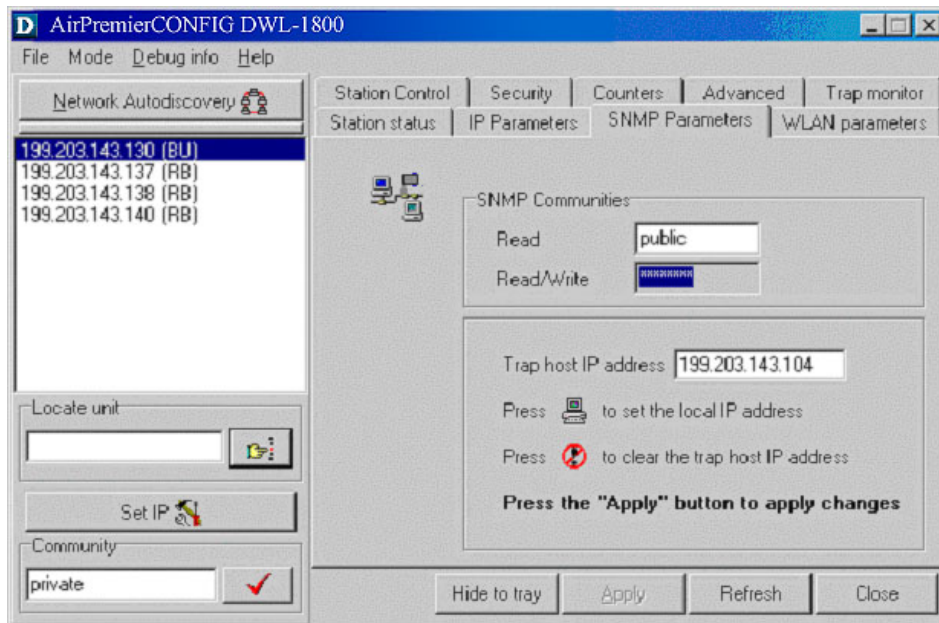 D AirPremierCONFIG DWL-1800
File Mode Debug info Help
Network Autodiscovery
199.203.143.130 (BU)
199.203.143.137 (RB)
199.203.143.138 (RB)
199.203.143.140 (RB)
Locate unit
Set IP
Community
private
Station Control Security Counters Advanced Trap monitor
Station status IP Parameters SNMP Parameters WLAN parameters
SNMP Communities
Read public
Read/Write ********
Trap host IP address 199.203.143.104
Press to set the local IP address
Press to clear the trap host IP address
Press the "Apply" button to apply changes
Hide to tray Apply Refresh Close